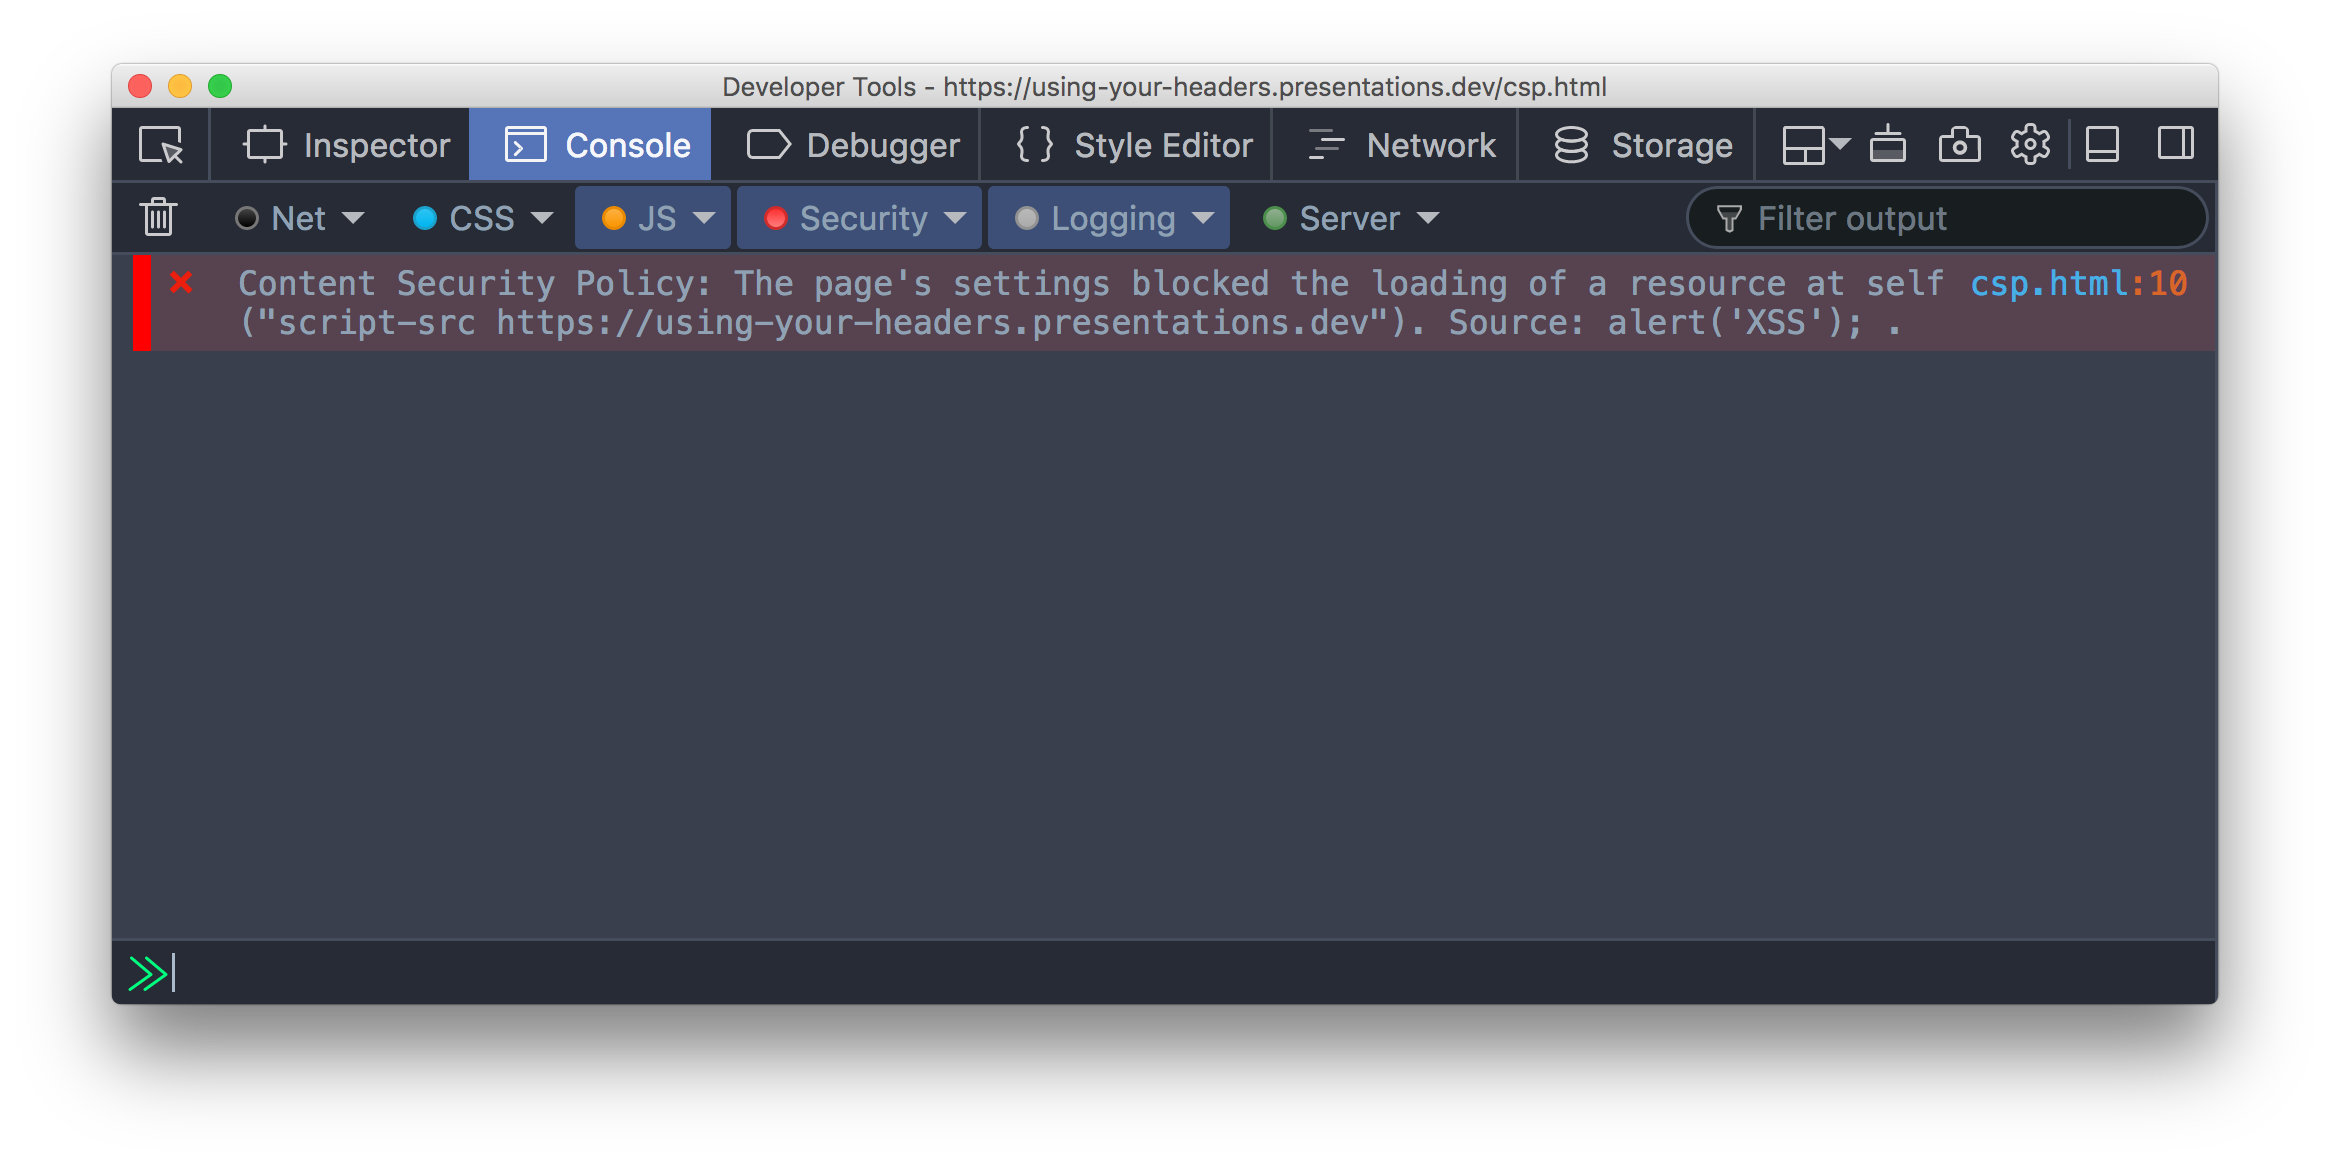 Developer Tools - https://using-your-headers.presentations.dev/csp.html
Inspector Console Debugger Style Editor Network Storage
Net CSS JS Security Logging Server Filter output
Content Security Policy: The page's settings blocked the loading of a resource at self csp.html:10
("script-src https://using-your-headers.presentations.dev"). Source: alert('XSS'); .